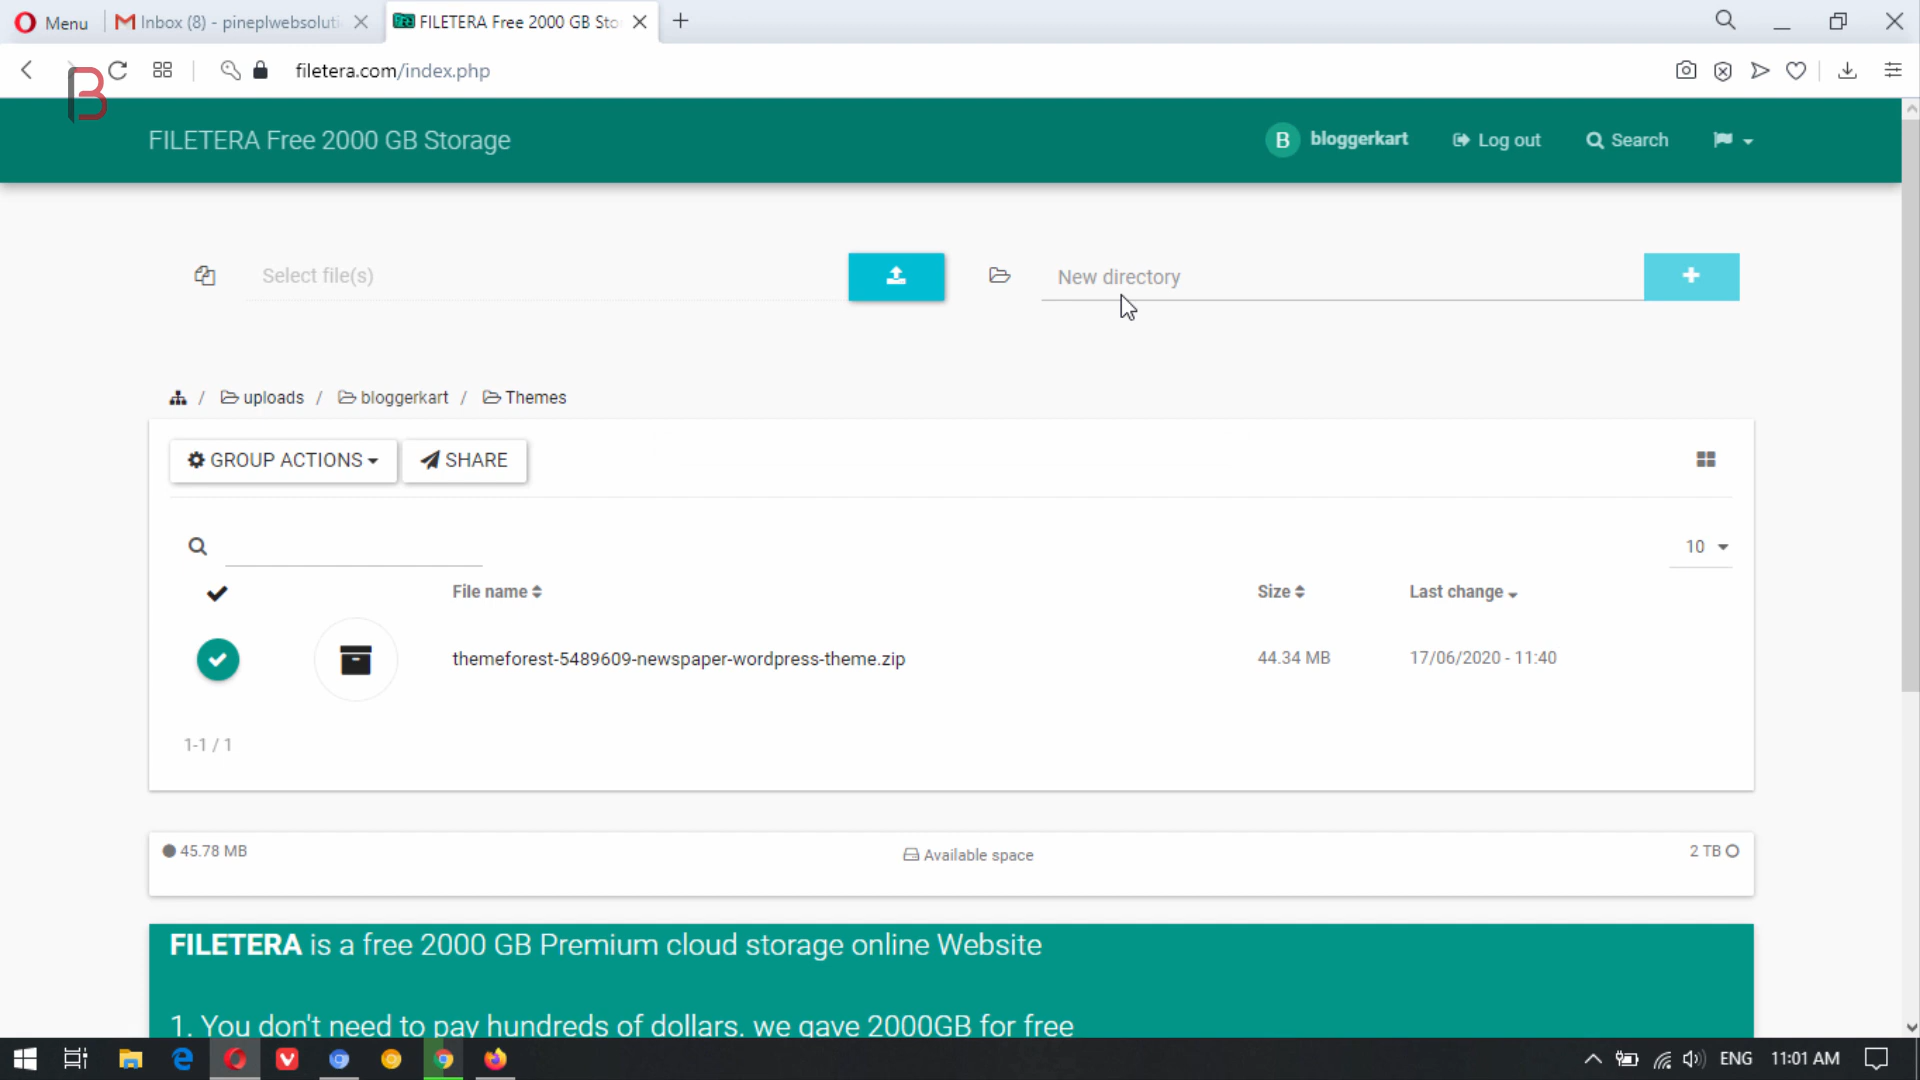 Menu
Inbox (8) - pineplwebsoluti
FILETERA Free 2000 GB Sto
filetera.com/index.php
B
FILETERA Free 2000 GB Storage
B bloggerkart
Log out
Search
Select file(s)
New directory
/ uploads / bloggerkart / Themes
GROUP ACTIONS
SHARE
10
File name
Size
Last change
themeforest-5489609-newspaper-wordpress-theme.zip
44.34 MB
17/06/2020 - 11:40
1-1 / 1
45.78 MB
Available space
2 TB
FILETERA is a free 2000 GB Premium cloud storage online Website
1. You don't need to pay hundreds of dollars. we gave 2000GB for free
ENG
11:01 AM